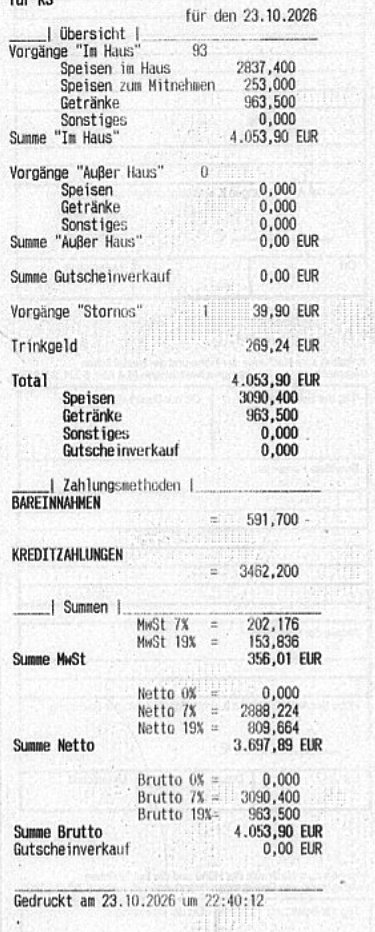 für KS
für den 23.10.2026
____| Übersicht |____
Vorgänge "Im Haus" 93
Speisen im Haus 2837,400
Speisen zum Mitnehmen 253,000
Getränke 963,500
Sonstiges 0,000
Summe "Im Haus" 4.053,90 EUR
Vorgänge "Außer Haus" 0
Speisen 0,000
Getränke 0,000
Sonstiges 0,000
Summe "Außer Haus" 0,00 EUR
Summe Gutscheinverkauf 0,00 EUR
Vorgänge "Stornos" 1 39,90 EUR
Trinkgeld 269,24 EUR
Total 4.053,90 EUR
Speisen 3090,400
Getränke 963,500
Sonstiges 0,000
Gutscheinverkauf 0,000
____| Zahlungsmethoden |____
BAREINNAHMEN
= 591,700 -
KREDITZAHLUNGEN
= 3462,200
____| Summen |____
MwSt 7% = 202,176
MwSt 19% = 153,836
Summe MwSt 356,01 EUR
Netto 0% = 0,000
Netto 7% = 2888,224
Netto 19% = 809,664
Summe Netto 3.697,89 EUR
Brutto 0% = 0,000
Brutto 7% = 3090,400
Brutto 19%= 963,500
Summe Brutto 4.053,90 EUR
Gutscheinverkauf 0,00 EUR
Gedruckt am 23.10.2026 um 22:40:12